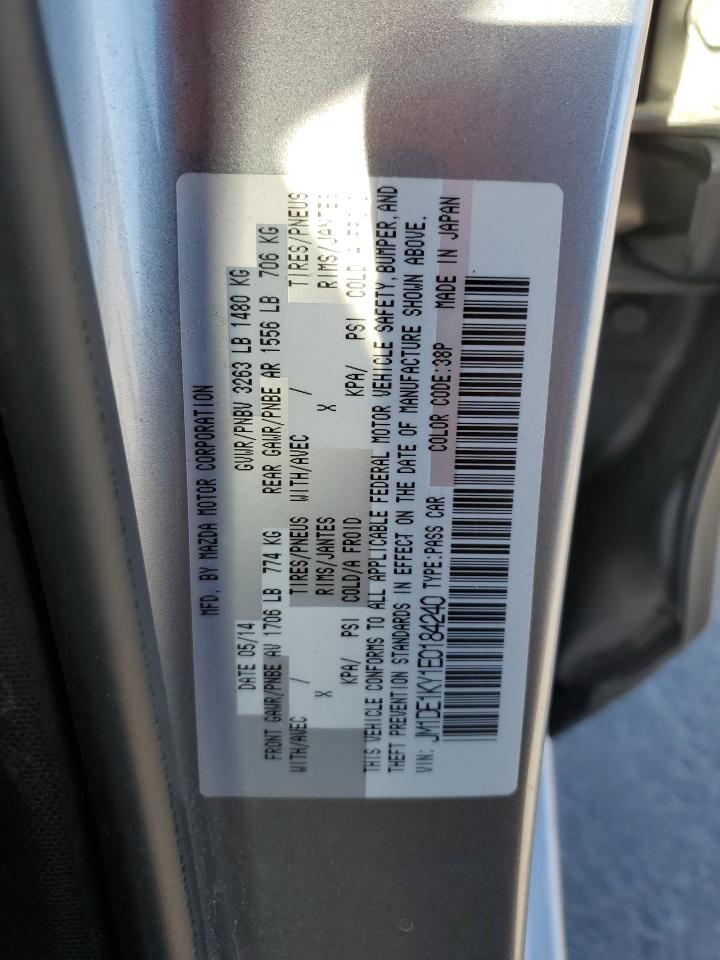 MFD. BY MAZDA MOTOR CORPORATION
DATE 05/14 GVWR/PNBV 3263 LB 1480 KG
FRONT GAWR/PNBE AV 1706 LB 774 KG REAR GAWR/PNBE AR 1556 LB 706 KG
WITH/AVEC / TIRES/PNEUS WITH/AVEC / TIRES/PNEUS
X RIMS/JANTES X RIMS/JANTES
KPA/ PSI COLD/A FROID KPA/ PSI COLD
THIS VEHICLE CONFORMS TO ALL APPLICABLE FEDERAL MOTOR VEHICLE SAFETY, BUMPER, AND
THEFT PREVENTION STANDARDS IN EFFECT ON THE DATE OF MANUFACTURE SHOWN ABOVE.
VIN: JM1DE1KY1E0184240 TYPE:PASS CAR COLOR CODE:38P MADE IN JAPAN